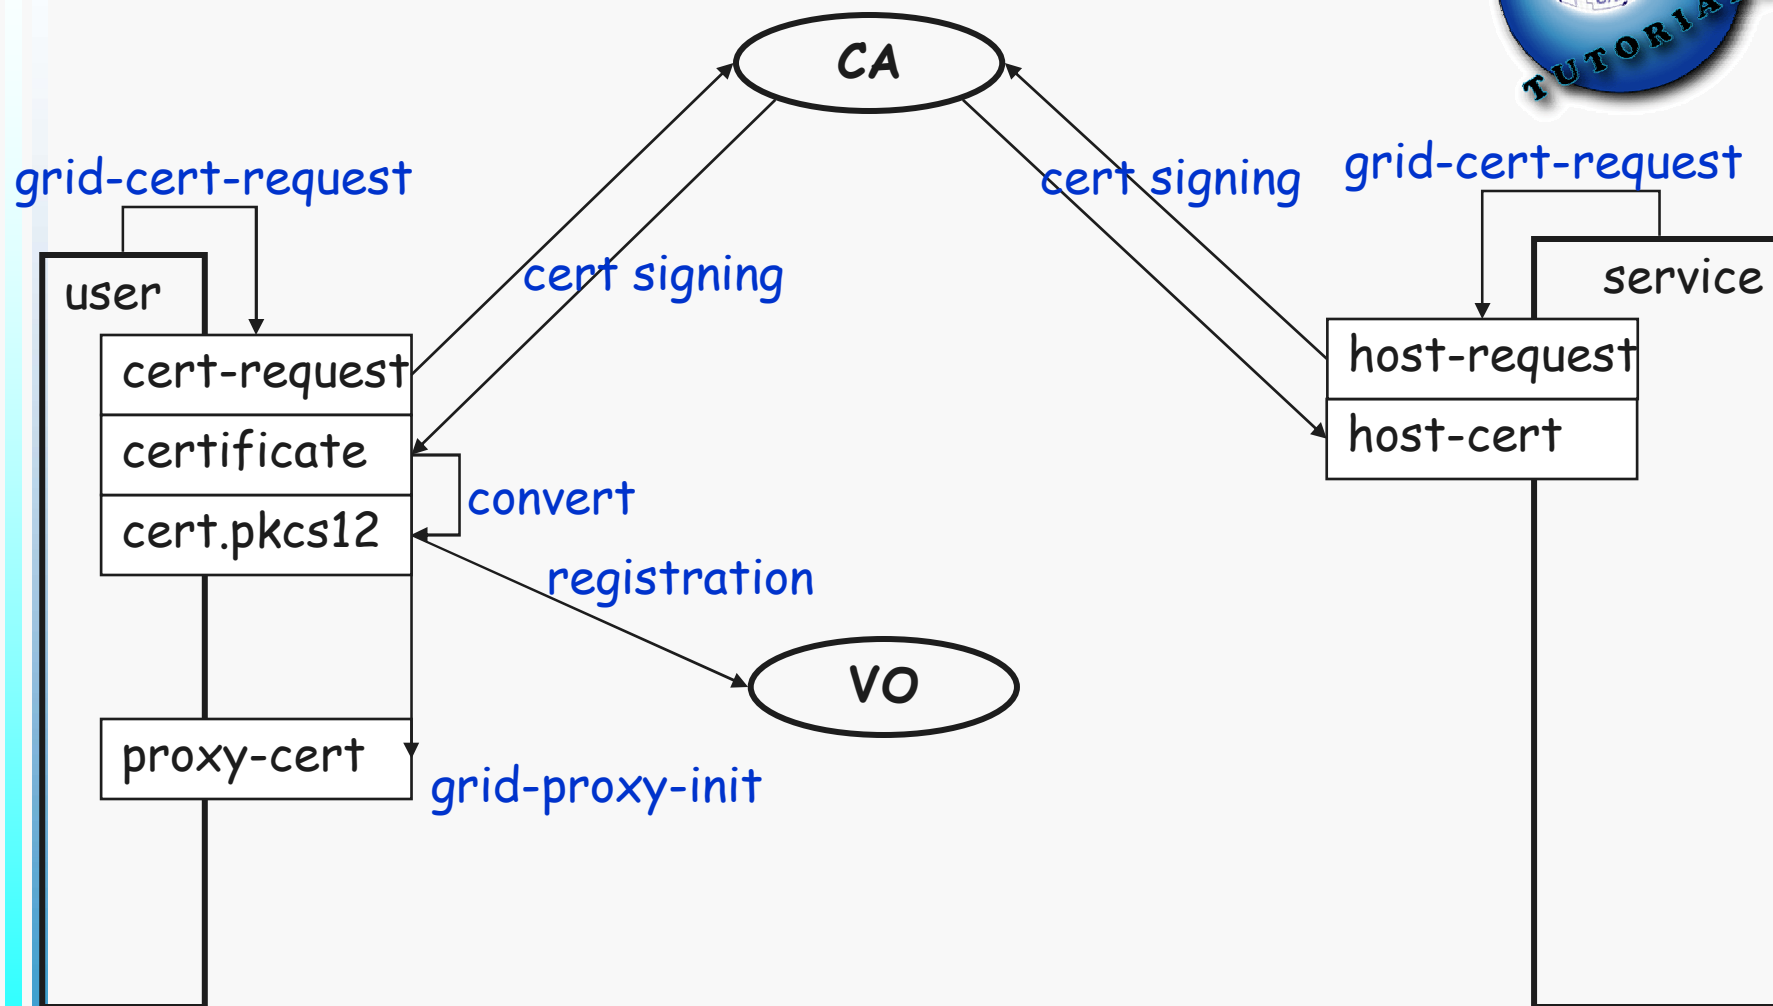 CA
TUTORIA
grid-cert-request
cert signing
grid-cert-request
user
cert signing
service
cert-request
host-request
certificate
host-cert
convert
cert.pkcs12
registration
VO
proxy-cert
grid-proxy-init